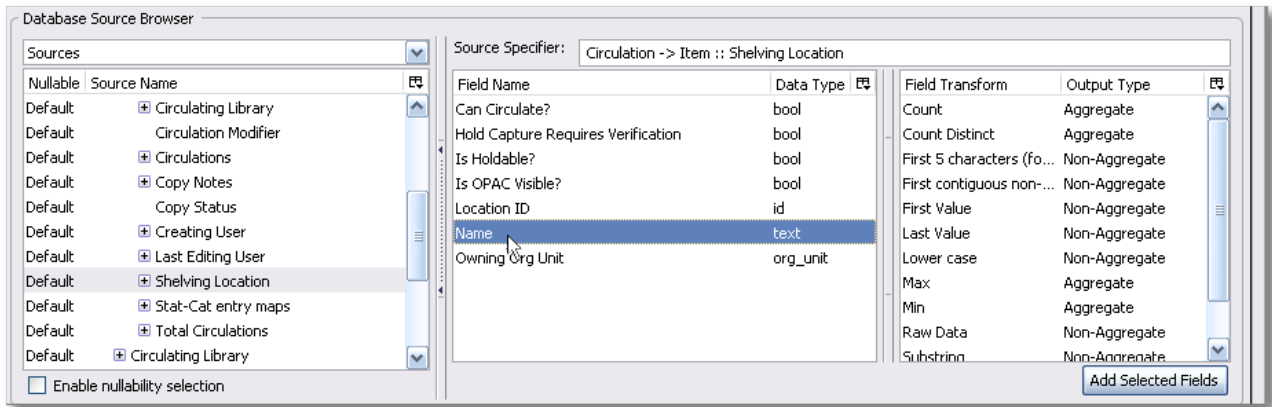 Database Source Browser
Sources
Source Specifier: Circulation -> Item :: Shelving Location
Nullable Source Name
Default Circulating Library
Default Circulation Modifier
Default Circulations
Default Copy Notes
Default Copy Status
Default Creating User
Default Last Editing User
Default Shelving Location
Default Stat-Cat entry maps
Default Total Circulations
Default Circulating Library
Enable nullability selection
Field Name Data Type
Can Circulate? bool
Hold Capture Requires Verification bool
Is Holdable? bool
Is OPAC Visible? bool
Location ID id
Name text
Owning Org Unit org_unit
Field Transform Output Type
Count Aggregate
Count Distinct Aggregate
First 5 characters (fo... Non-Aggregate
First contiguous non-... Non-Aggregate
First Value Non-Aggregate
Last Value Non-Aggregate
Lower case Non-Aggregate
Max Aggregate
Min Aggregate
Raw Data Non-Aggregate
Substring Non-Aggregate
Add Selected Fields